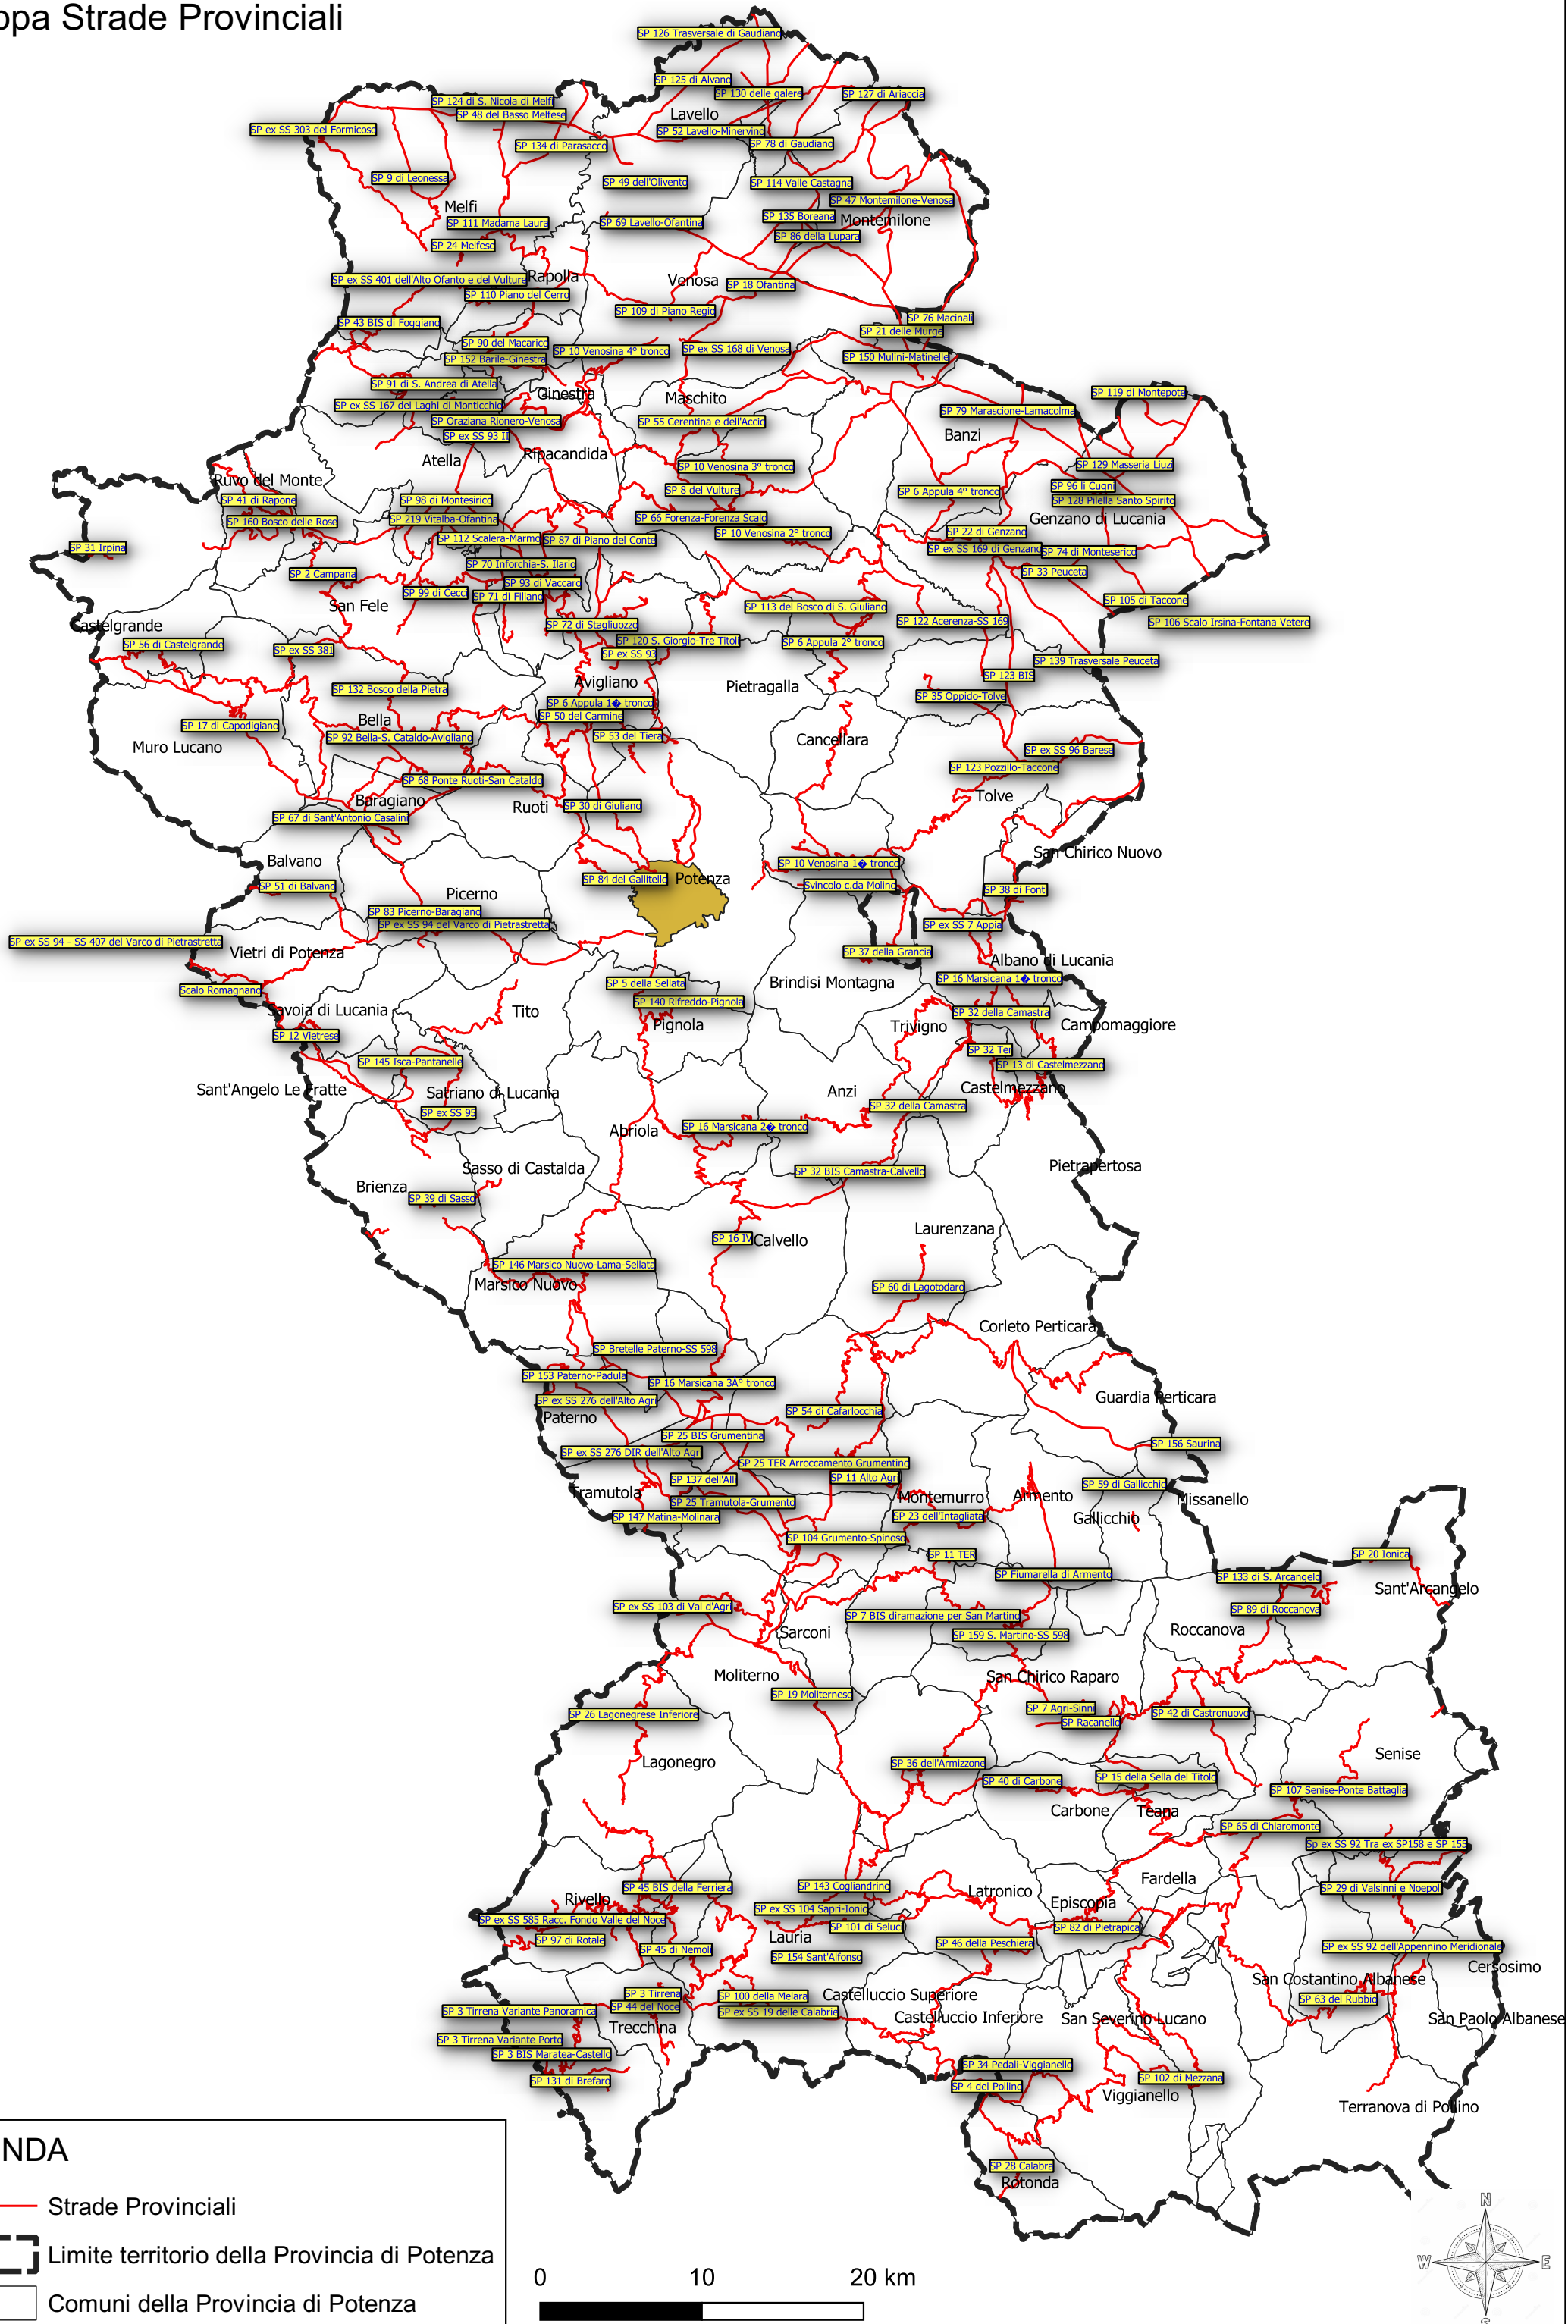 ppa Strade Provinciali
SP 126 Trasversale di Gaudiano
SP 125 di Alvano
SP 130 delle galere
SP 127 di Ariaccia
SP 124 di S. Nicola di Melfi
SP 48 del Basso Melfese
Lavello
SP ex SS 303 del Formicoso
SP 52 Lavello-Minervino
SP 134 di Parasacco
SP 78 di Gaudiano
SP 9 di Leonessa
SP 49 dell'Olivento
SP 114 Valle Castagna
SP 47 Montemilone-Venosa
Melfi
SP 111 Madama Laura
SP 69 Lavello-Ofantina
SP 135 Boreana
Montemilone
SP 86 della Lupara
SP 24 Melfese
SP ex SS 401 dell'Alto Ofanto e del Vulture
Rapolla
Venosa
SP 18 Ofantina
SP 110 Piano del Cerro
SP 109 di Piano Regio
SP 43 BIS di Foggiano
SP 76 Macinali
SP 21 delle Murge
SP 90 del Macarico
SP 10 Venosina 4° tronco
SP ex SS 168 di Venosa
SP 152 Barile-Ginestra
SP 150 Mulini-Matinelle
SP 91 di S. Andrea di Atella
Ginestra
Maschito
SP 119 di Montepote
SP ex SS 167 dei Laghi di Monticchio
SP 79 Marascione-Lamacolma
SP Oraziana Rionero-Venosa
SP 55 Cerentina e dell'Accio
SP ex SS 93 II
Banzi
Atella
Ripacandida
SP 10 Venosina 3° tronco
SP 129 Masseria Liuzi
Ruvo del Monte
SP 8 del Vulture
SP 6 Appula 4° tronco
SP 96 li Cugni
SP 41 di Rapone
SP 98 di Montesirico
SP 128 Pilella Santo Spirito
SP 160 Bosco delle Rose
SP 219 Vitalba-Ofantina
SP 66 Forenza-Forenza Scalo
Genzano di Lucania
SP 112 Scalera-Marmo
SP 87 di Piano del Conte
SP 10 Venosina 2° tronco
SP 22 di Genzano
SP 31 Irpina
SP ex SS 169 di Genzano
SP 74 di Monteserico
SP 70 Inforchia-S. Ilario
SP 2 Campana
SP 33 Peuceta
SP 93 di Vaccaro
SP 99 di Cecci
SP 71 di Filiano
SP 105 di Taccone
San Fele
SP 113 del Bosco di S. Giuliano
SP 122 Acerenza-SS 169
SP 106 Scalo Irsina-Fontana Vetere
Castelgrande
SP 72 di Stagliuozzo
SP 56 di Castelgrande
SP ex SS 381
SP 120 S. Giorgio-Tre Titoli
SP 6 Appula 2° tronco
SP ex SS 93
SP 139 Trasversale Peuceta
SP 123 BIS
SP 132 Bosco della Pietra
Avigliano
Pietragalla
SP 35 Oppido-Tolve
SP 6 Appula 1� tronco
SP 50 del Carmine
SP 17 di Capodigiano
Bella
SP 92 Bella-S. Cataldo-Avigliano
SP 53 del Tiera
Cancellara
Muro Lucano
SP ex SS 96 Barese
SP 123 Pozzillo-Taccone
SP 68 Ponte Ruoti-San Cataldo
Tolve
Baragiano
Ruoti
SP 30 di Giuliano
SP 67 di Sant'Antonio Casalini
San Chirico Nuovo
Balvano
SP 10 Venosina 1� tronco
SP 84 del Gallitello
Potenza
SP 51 di Balvano
Svincolo c.da Molino
SP 38 di Fonti
Picerno
SP 83 Picerno-Baragiano
SP ex SS 94 del Varco di Pietrastretta
SP ex SS 7 Appia
SP ex SS 94 - SS 407 del Varco di Pietrastretta
Vietri di Potenza
SP 37 della Grancia
Albano di Lucania
SP 16 Marsicana 1� tronco
SP 5 della Sellata
Brindisi Montagna
Scalo Romagnano
SP 140 Rifreddo-Pignola
Savoia di Lucania
Tito
SP 32 della Camastra
Pignola
Trivigno
Campomaggiore
SP 12 Vietrese
SP 32 Ter
SP 145 Isca-Pantanelle
SP 13 di Castelmezzano
Sant'Angelo Le Fratte
Satriano di Lucania
Anzi
Castelmezzano
SP ex SS 95
SP 32 della Camastra
Abriola
SP 16 Marsicana 2� tronco
Sasso di Castalda
SP 32 BIS Camastra-Calvello
Pietrapertosa
Brienza
SP 39 di Sasso
Laurenzana
SP 16 IV
Calvello
SP 146 Marsico Nuovo-Lama-Sellata
Marsico Nuovo
SP 60 di Lagotodaro
Corleto Perticara
SP Bretelle Paterno-SS 598
SP 153 Paterno-Padula
SP 16 Marsicana 3Â° tronco
SP ex SS 276 dell'Alto Agri
Guardia Perticara
Paterno
SP 54 di Cafarlocchia
SP 25 BIS Grumentina
SP 156 Saurina
SP ex SS 276 DIR dell'Alto Agri
SP 25 TER Arroccamento Grumentino
SP 137 dell'Alli
SP 11 Alto Agri
SP 59 di Gallicchio
Tramutola
Montemurro
Armento
Missanello
SP 25 Tramutola-Grumento
SP 147 Matina-Molinara
SP 23 dell'Intagliata
Gallicchio
SP 104 Grumento-Spinoso
SP 11 TER
SP 20 Ionica
SP Fiumarella di Armento
SP 133 di S. Arcangelo
Sant'Arcangelo
SP ex SS 103 di Val d'Agri
SP 89 di Roccanova
SP 7 BIS diramazione per San Martino
Sarconi
SP 159 S. Martino-SS 598
Roccanova
Moliterno
San Chirico Raparo
SP 19 Moliternese
SP 7 Agri-Sinni
SP 26 Lagonegrese Inferiore
SP 42 di Castronuovo
SP Racanello
Lagonegro
SP 36 dell'Armizzone
Senise
SP 40 di Carbone
SP 15 della Sella del Titolo
SP 107 Senise-Ponte Battaglia
Carbone
Teana
SP 65 di Chiaromonte
Sp ex SS 92 Tra ex SP158 e SP 155
Fardella
SP 45 BIS della Ferriera
SP 143 Cogliandrino
Latronico
SP 29 di Valsinni e Noepoli
Rivello
Episcopia
SP ex SS 104 Sapri-Ionio
SP ex SS 585 Racc. Fondo Valle del Noce
SP 101 di Seluci
SP 82 di Pietrapica
SP 97 di Rotale
Lauria
SP 46 della Peschiera
SP 45 di Nemoli
SP 154 Sant'Alfonso
SP ex SS 92 dell'Appennino Meridionale
Cersosimo
San Costantino Albanese
SP 3 Tirrena
SP 100 della Melara
Castelluccio Superiore
SP 63 del Rubbio
SP 44 del Noce
SP 3 Tirrena Variante Panoramica
SP ex SS 19 delle Calabrie
Castelluccio Inferiore
San Severino Lucano
San Paolo Albanese
Trecchina
SP 3 Tirrena Variante Porto
SP 3 BIS Maratea-Castello
SP 34 Pedali-Viggianello
SP 131 di Brefaro
SP 4 del Pollino
SP 102 di Mezzana
Viggianello
Terranova di Pollino
SP 28 Calabra
Rotonda
NDA
Strade Provinciali
Limite territorio della Provincia di Potenza
Comuni della Provincia di Potenza
0 10 20 km
N
W E
S